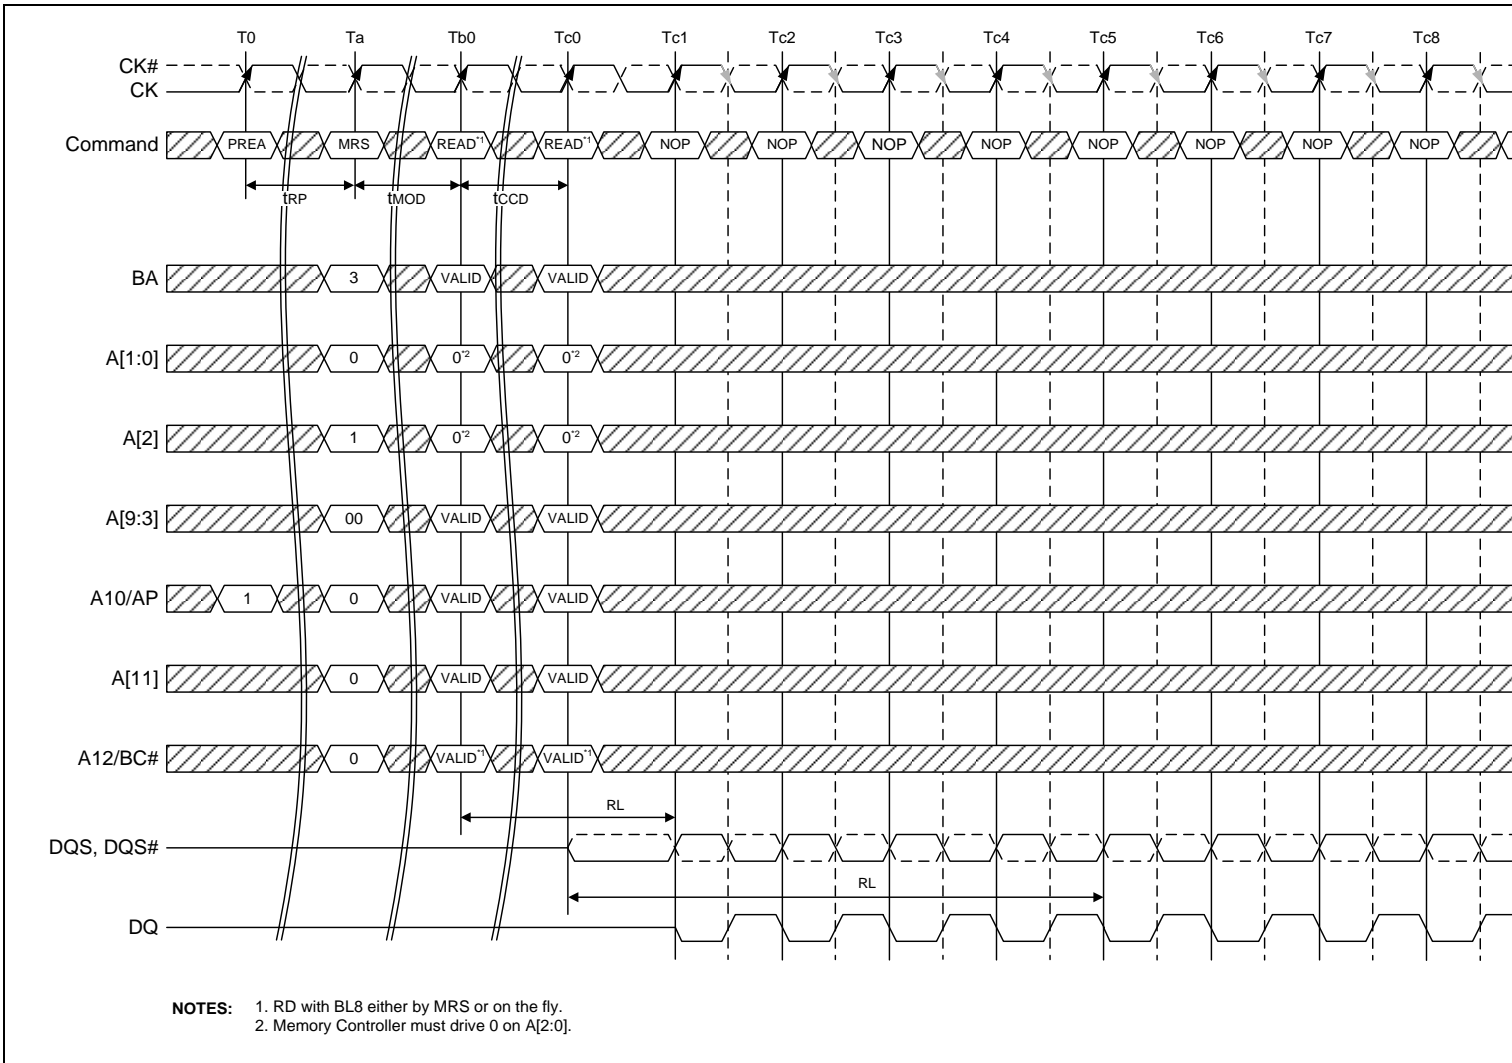 T0 Ta Tb0 Tc0 Tc1 Tc2 Tc3 Tc4 Tc5 Tc6 Tc7 Tc8
CK#
CK
Command PREA MRS READ*1 READ*1 NOP NOP NOP NOP NOP NOP NOP NOP
tRP tMOD tCCD
BA 3 VALID VALID
A[1:0] 0 0*2 0*2
A[2] 1 0*2 0*2
A[9:3] 00 VALID VALID
A10/AP 1 0 VALID VALID
A[11] 0 VALID VALID
A12/BC# 0 VALID*1 VALID*1
RL
DQS, DQS#
RL
DQ
NOTES: 1. RD with BL8 either by MRS or on the fly.
2. Memory Controller must drive 0 on A[2:0].